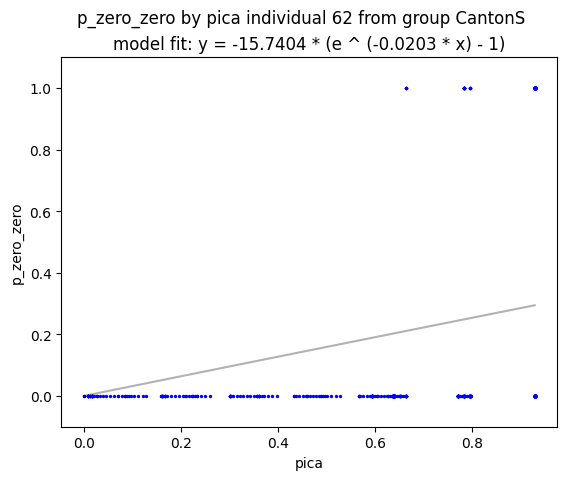 p_zero_zero by pica individual 62 from group CantonS
model fit: y = -15.7404 * (e ^ (-0.0203 * x) - 1)
1.0
0.8
0.6
0.4
0.2
0.0
p_zero_zero
0.0 0.2 0.4 0.6 0.8
pica